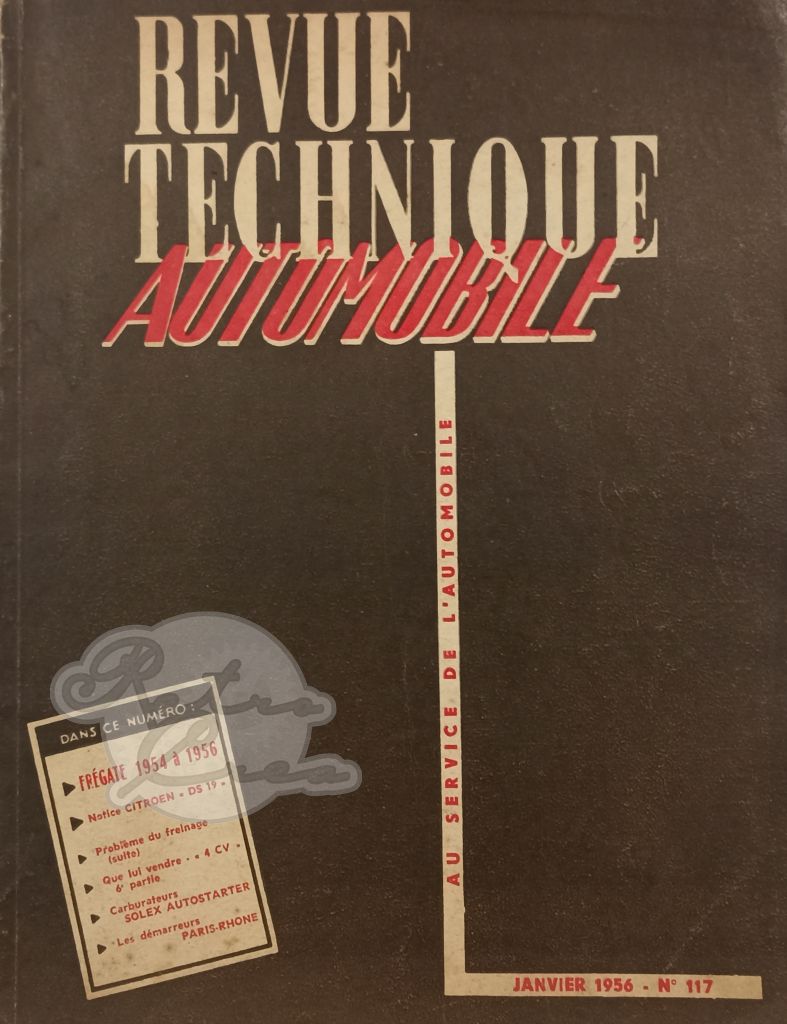 REVUE
TECHNIQUE
AUTOMOBILE
AU SERVICE DE L'AUTOMOBILE
Retro
Crea
DANS CE NUMÉRO :
FRÉGATE 1954 à 1956
Notice CITROEN « DS 19 »
Problème du freinage
(suite)
Que lui vendre - « 4 CV »
6e partie
Carburateurs
SOLEX AUTOSTARTER
Les démarreurs
PARIS-RHONE
JANVIER 1956 - N° 117